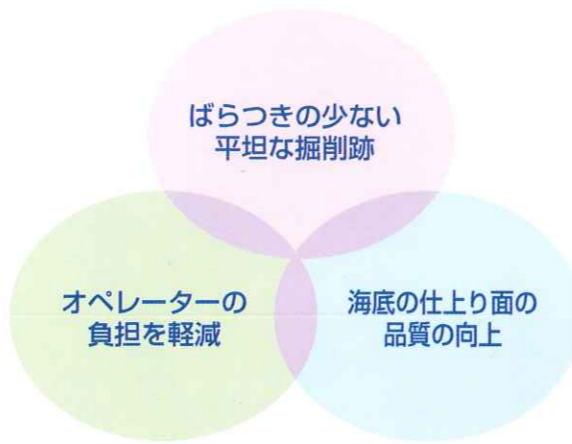 ばらつきの少ない
平坦な掘削跡
オペレーターの
負担を軽減
海底の仕上り面の
品質の向上